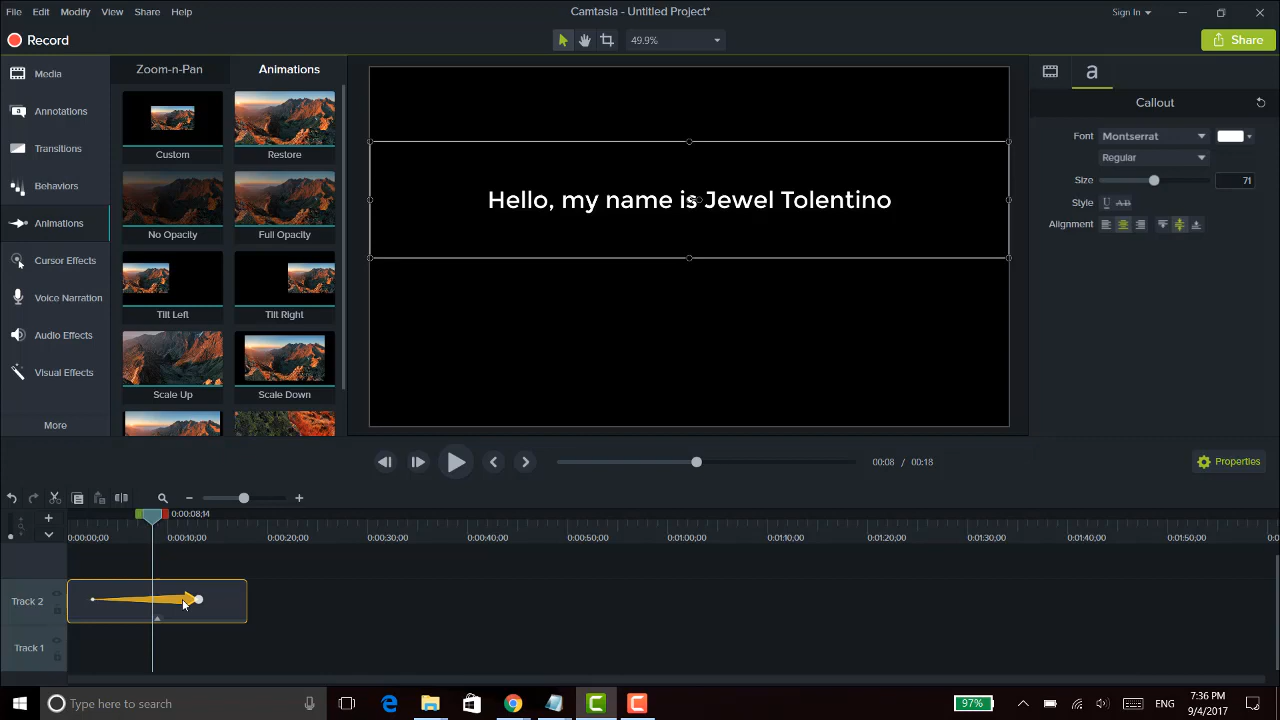 File Edit Modify View Share Help
Camtasia - Untitled Project*
Sign In
Record
49.9%
Share
Media
Annotations
Transitions
Behaviors
Animations
Cursor Effects
Voice Narration
Audio Effects
Visual Effects
More
Zoom-n-Pan Animations
Custom Restore
No Opacity Full Opacity
Tilt Left Tilt Right
Scale Up Scale Down
Hello, my name is Jewel Tolentino
a
Callout
Font Montserrat
Regular
Size 71
Style U AB
Alignment
00:08 / 00:18
Properties
0:00:08;14
0:00:00;00 0:00:10;00 0:00:20;00 0:00:30;00 0:00:40;00 0:00:50;00 0:01:00;00 0:01:10;00 0:01:20;00 0:01:30;00 0:01:40;00 0:01:50;00
Track 2
Track 1
Type here to search
97%
ENG
7:36 PM
9/4/2017